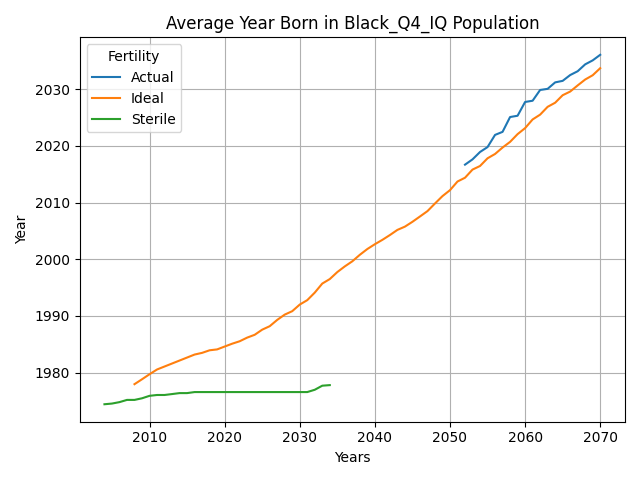 Average Year Born in Black_Q4_IQ Population
Fertility
Actual
Ideal
Sterile
2030
2020
2010
2000
1990
1980
Year
2010
2020
2030
2040
2050
2060
2070
Years